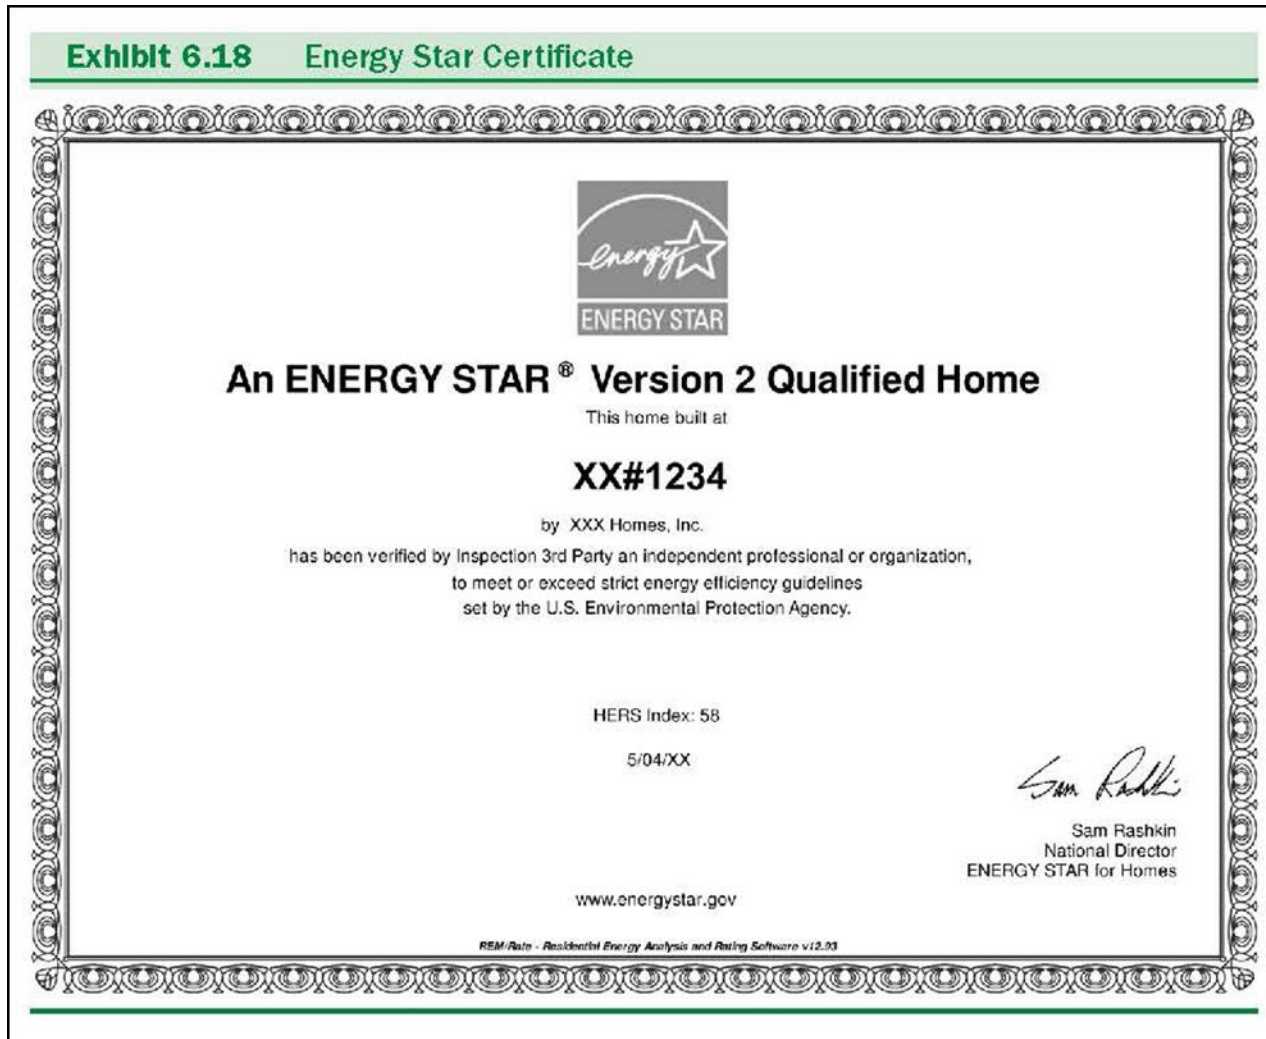 Exhibit 6.18 Energy Star Certificate
energy
ENERGY STAR
An ENERGY STAR® Version 2 Qualified Home
This home built at
XX#1234
by XXX Homes, Inc.
has been verified by Inspection 3rd Party an independent professional or organization,
to meet or exceed strict energy efficiency guidelines
set by the U.S. Environmental Protection Agency.
HERS Index: 58
5/04/XX
Sam Rashkin
Sam Rashkin
National Director
ENERGY STAR for Homes
www.energystar.gov
REM/Rate - Residential Energy Analysis and Rating Software v12.93